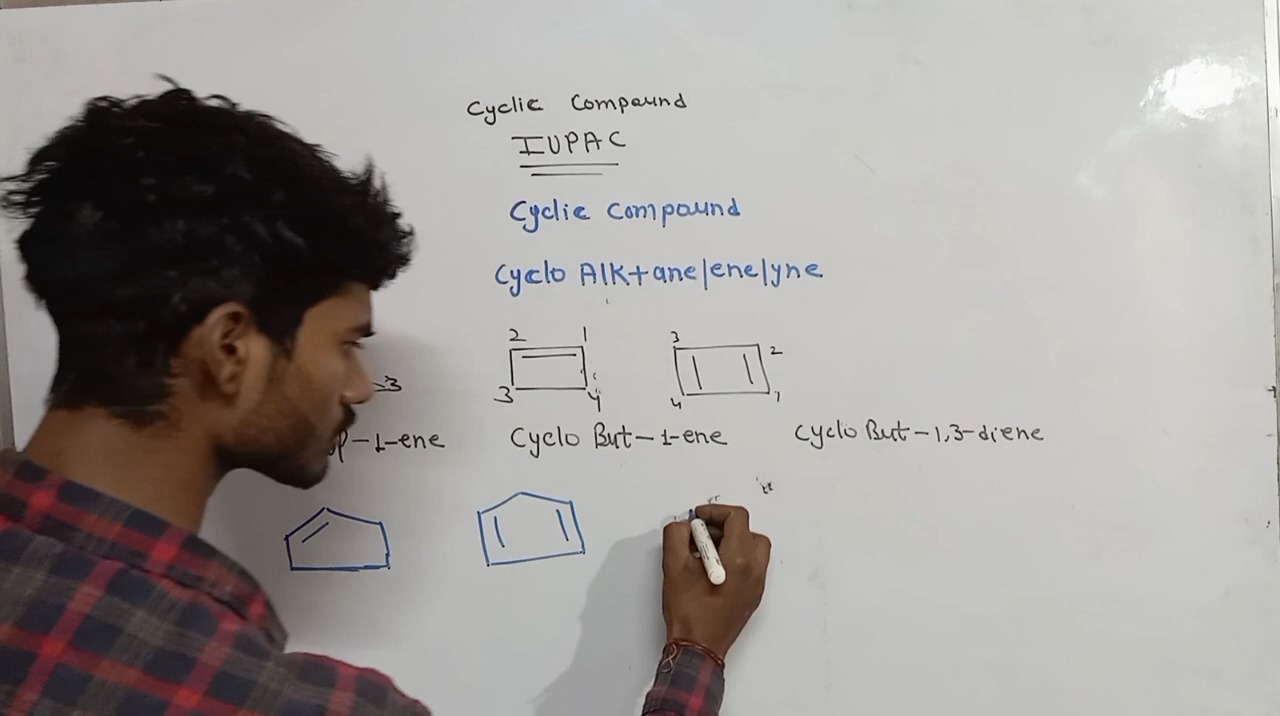 Cyclic Compound
IUPAC
Cyclic Compound
Cyclo Alk+ane/ene/yne
2 1 3 2
3
3 4 4 1
-1-ene Cyclo But-1-ene Cyclo But-1,3-diene